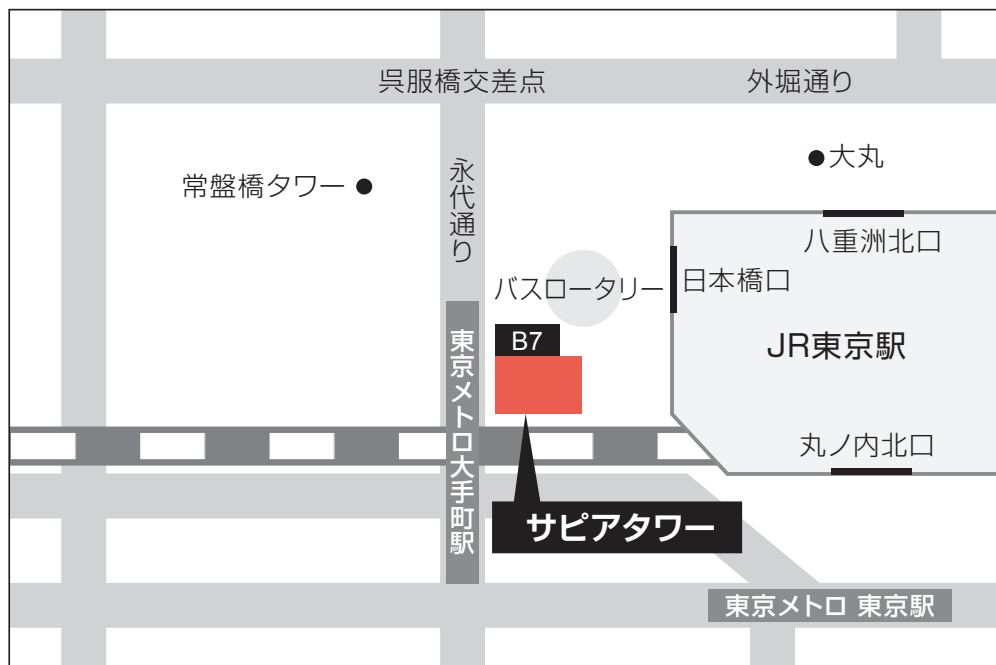 呉服橋交差点
外堀通り
大丸
常盤橋タワー
永代通り
八重洲北口
日本橋口
バスロータリー
B7
JR東京駅
東京メトロ大手町駅
丸ノ内北口
サピアタワー
東京メトロ 東京駅